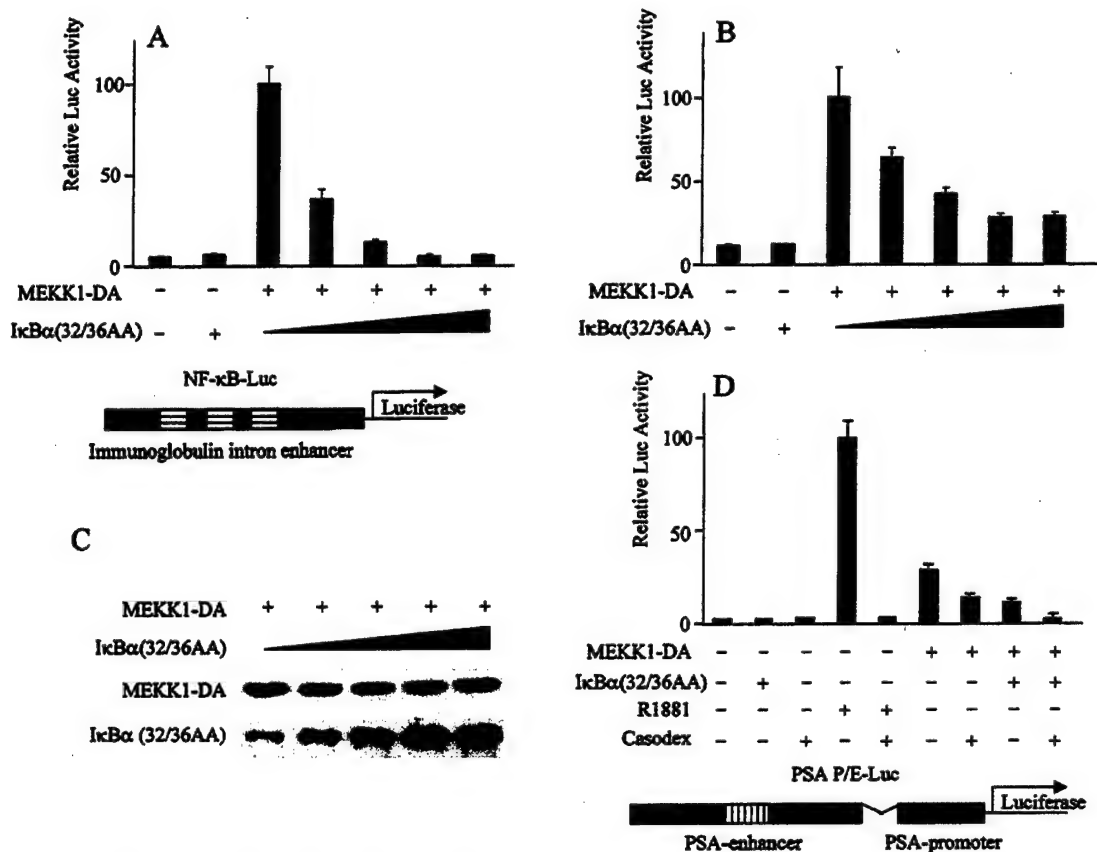 A
Relative Luc Activity
100
50
0
MEKK1-DA - - + + + + +
IκBα(32/36AA) - +
NF-κB-Luc
Luciferase
Immunoglobulin intron enhancer
B
Relative Luc Activity
100
50
0
MEKK1-DA - - + + + + +
IκBα(32/36AA) - +
C
MEKK1-DA + + + + +
IκBα(32/36AA)
MEKK1-DA
IκBα (32/36AA)
D
Relative Luc Activity
100
50
0
MEKK1-DA - - - - - + + + +
IκBα(32/36AA) - + - - - - - + +
R1881 - - - + + - - - -
Casodex - - + - + - + - +
PSA P/E-Luc
Luciferase
PSA-enhancer PSA-promoter